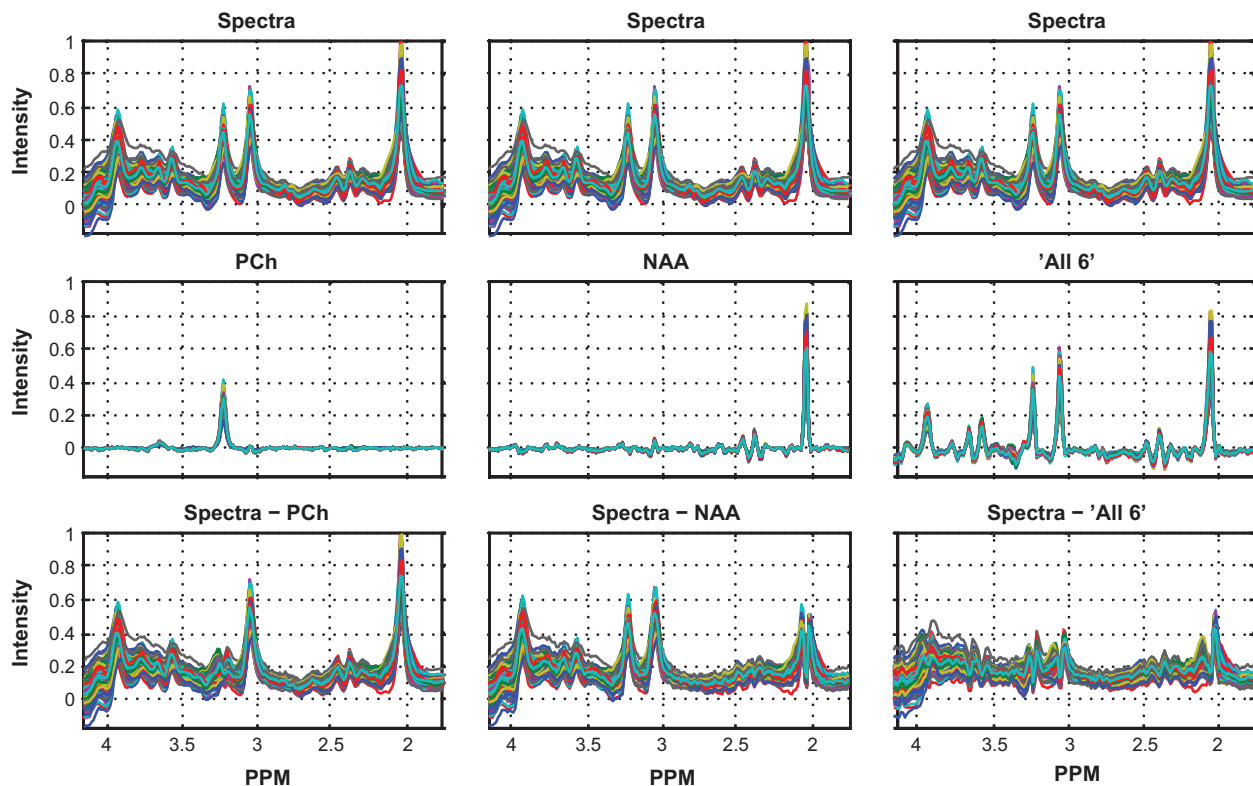 Spectra Spectra Spectra
1
0.8
0.6
0.4
0.2
0
Intensity
PCh NAA ’All 6’
1
0.8
0.6
0.4
0.2
0
Intensity
Spectra − PCh Spectra − NAA Spectra − ’All 6’
1
0.8
0.6
0.4
0.2
0
Intensity
4 3.5 3 2.5 2 4 3.5 3 2.5 2 4 3.5 3 2.5 2
PPM PPM PPM